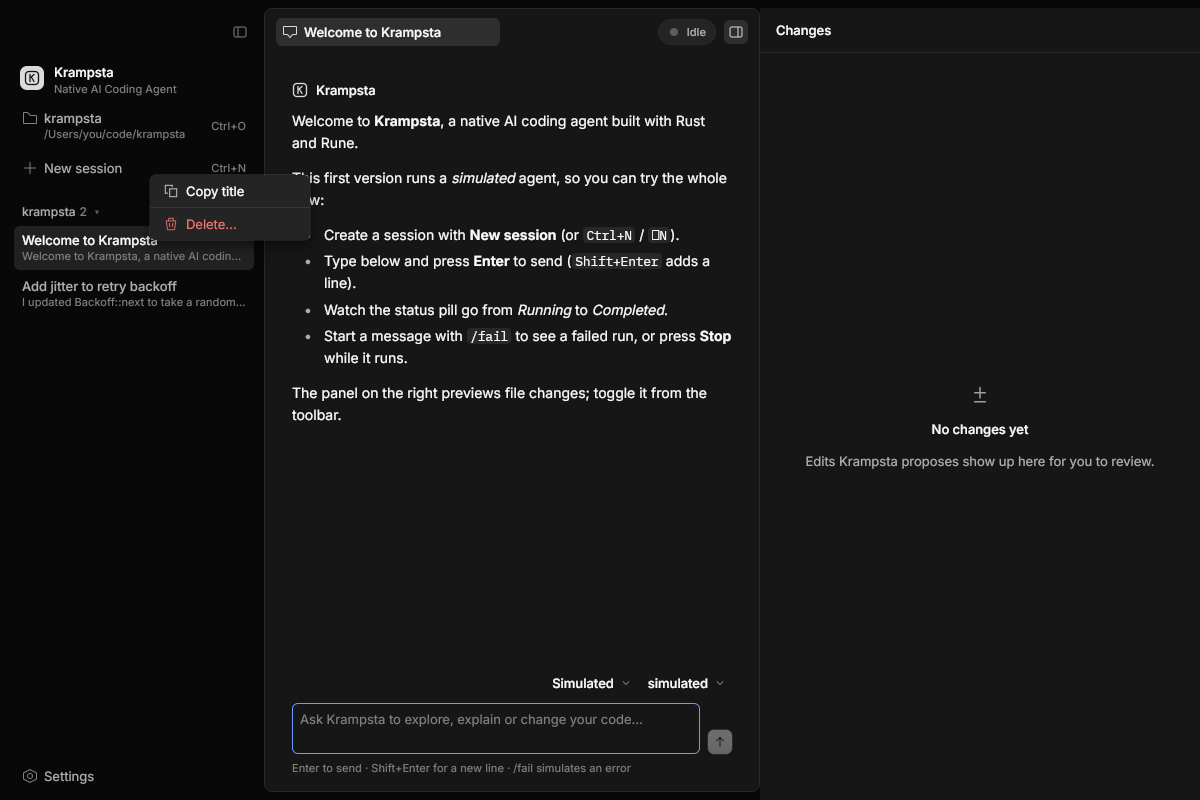 Krampsta
Native AI Coding Agent
krampsta
/Users/you/code/krampsta
Ctrl+O
New session
Ctrl+N
Copy title
Delete...
krampsta 2
Welcome to Krampsta
Welcome to Krampsta, a native AI codin...
Add jitter to retry backoff
I updated Backoff::next to take a random...
Settings
Welcome to Krampsta
Idle
Krampsta
Welcome to Krampsta, a native AI coding agent built with Rust
and Rune.
This first version runs a simulated agent, so you can try the whole
Create a session with New session (or Ctrl+N / N).
Type below and press Enter to send (Shift+Enter adds a
line).
Watch the status pill go from Running to Completed.
Start a message with /fail to see a failed run, or press Stop
while it runs.
The panel on the right previews file changes; toggle it from the
toolbar.
Simulated
simulated
Ask Krampsta to explore, explain or change your code...
Enter to send · Shift+Enter for a new line · /fail simulates an error
Changes
No changes yet
Edits Krampsta proposes show up here for you to review.